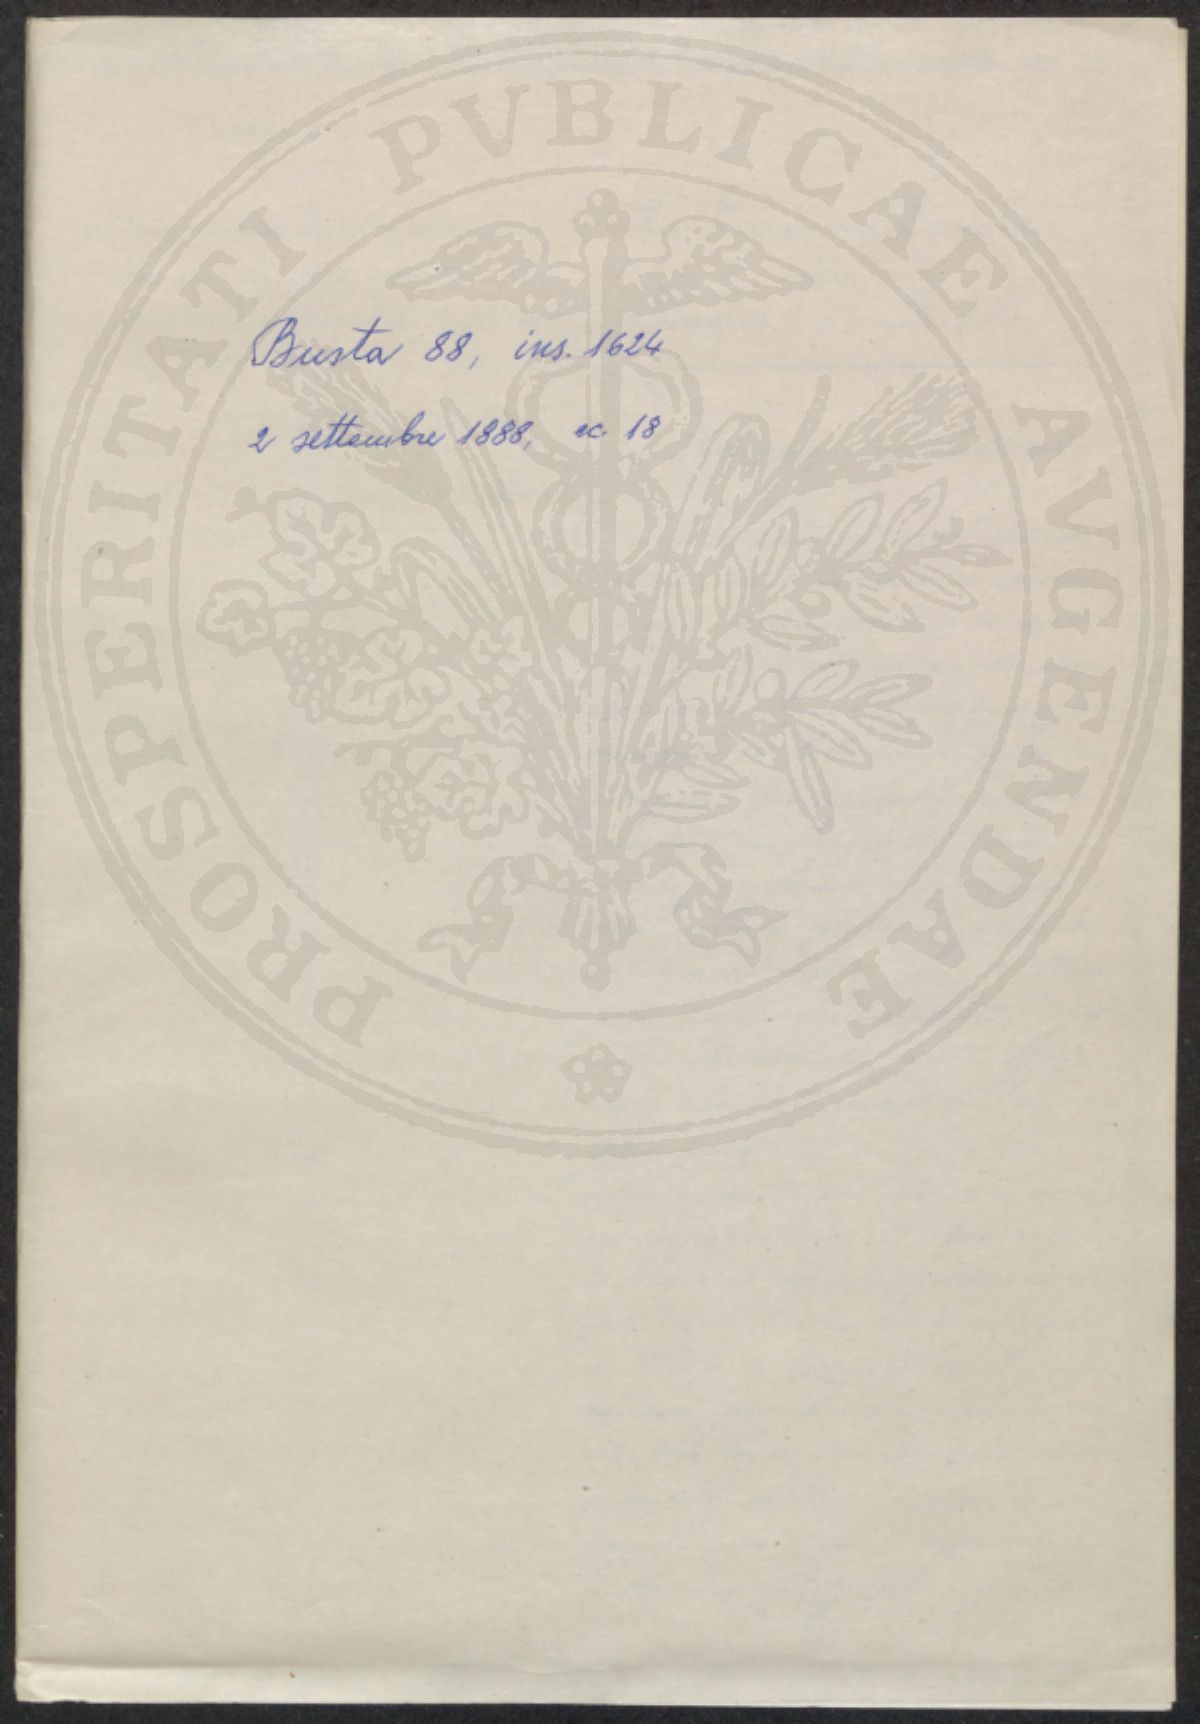 PROSPERITATI PVBLICAE AVGENDAE
Busta 88, ins. 1624
2 settembre 1888, cc. 18